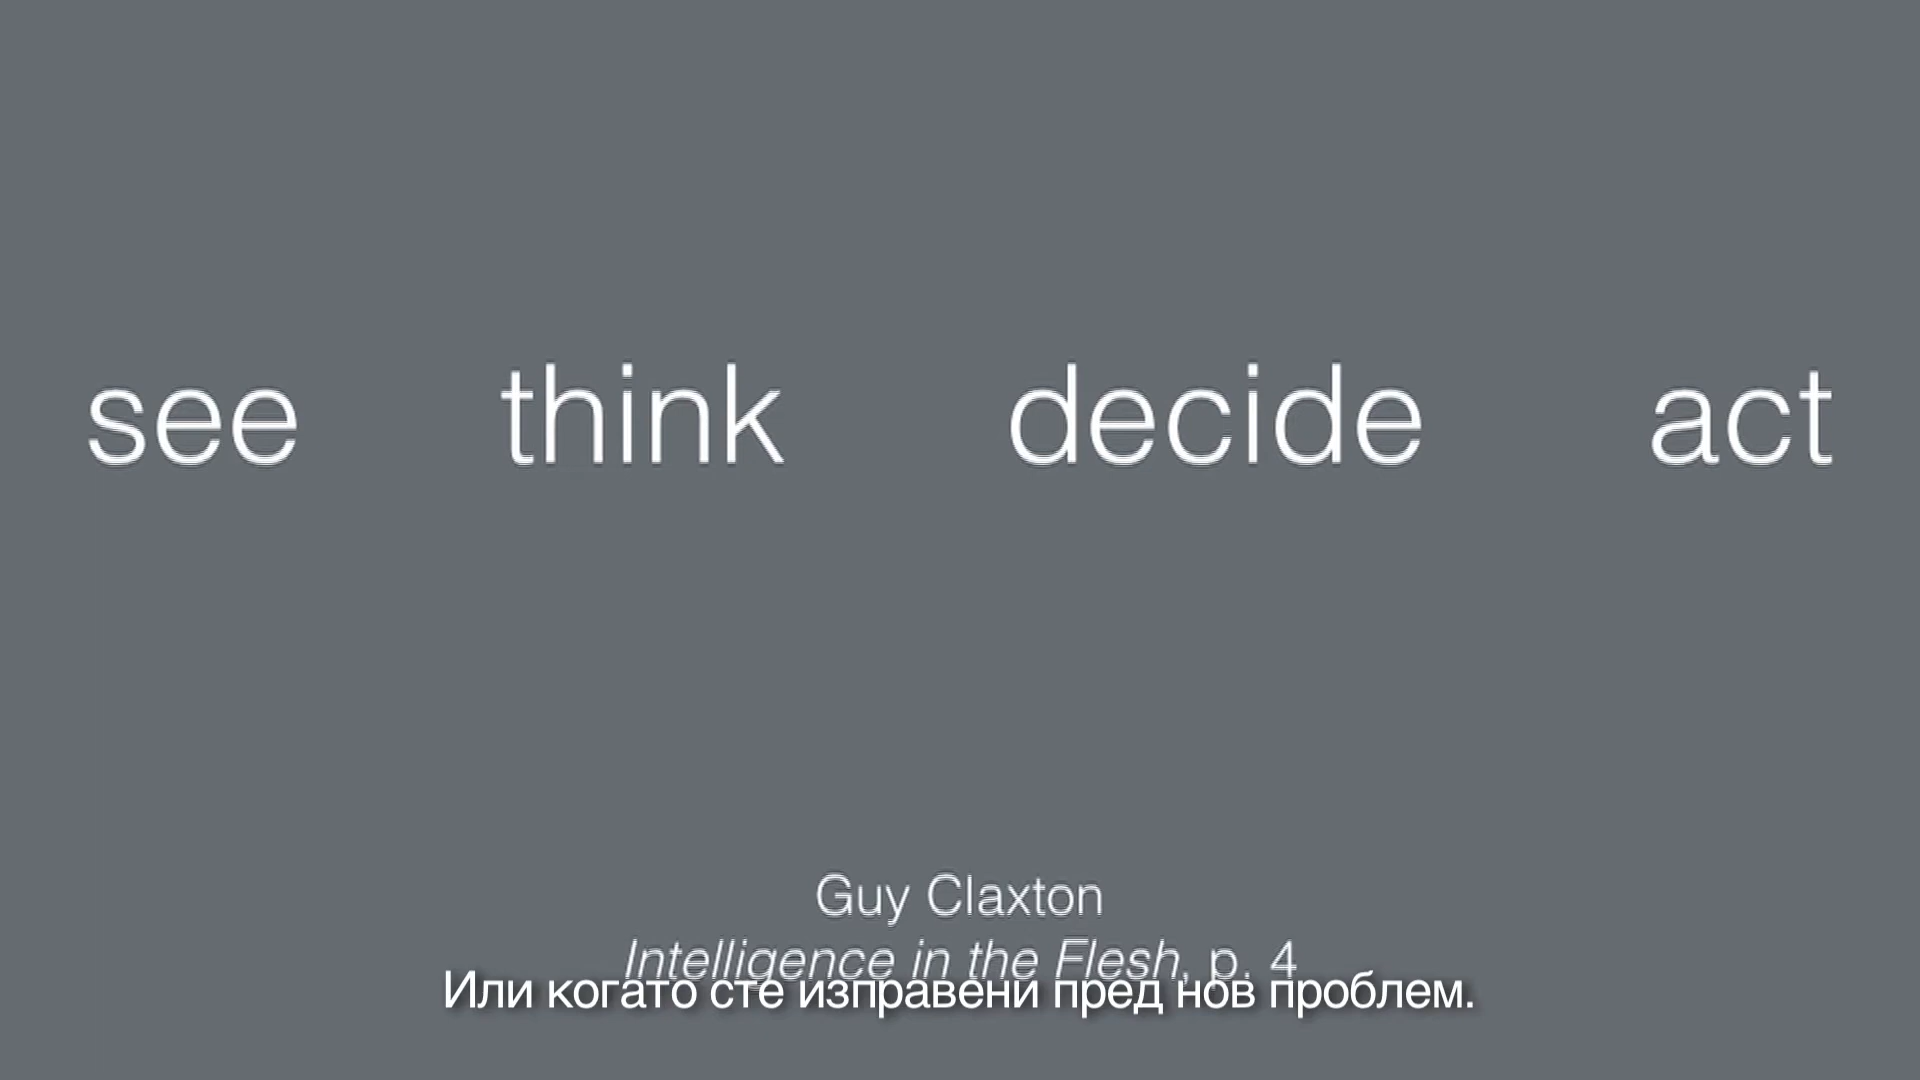 see think decide act
Guy Claxton
Intelligence in the Flesh, p. 4
Или когато сте изправени пред нов проблем.